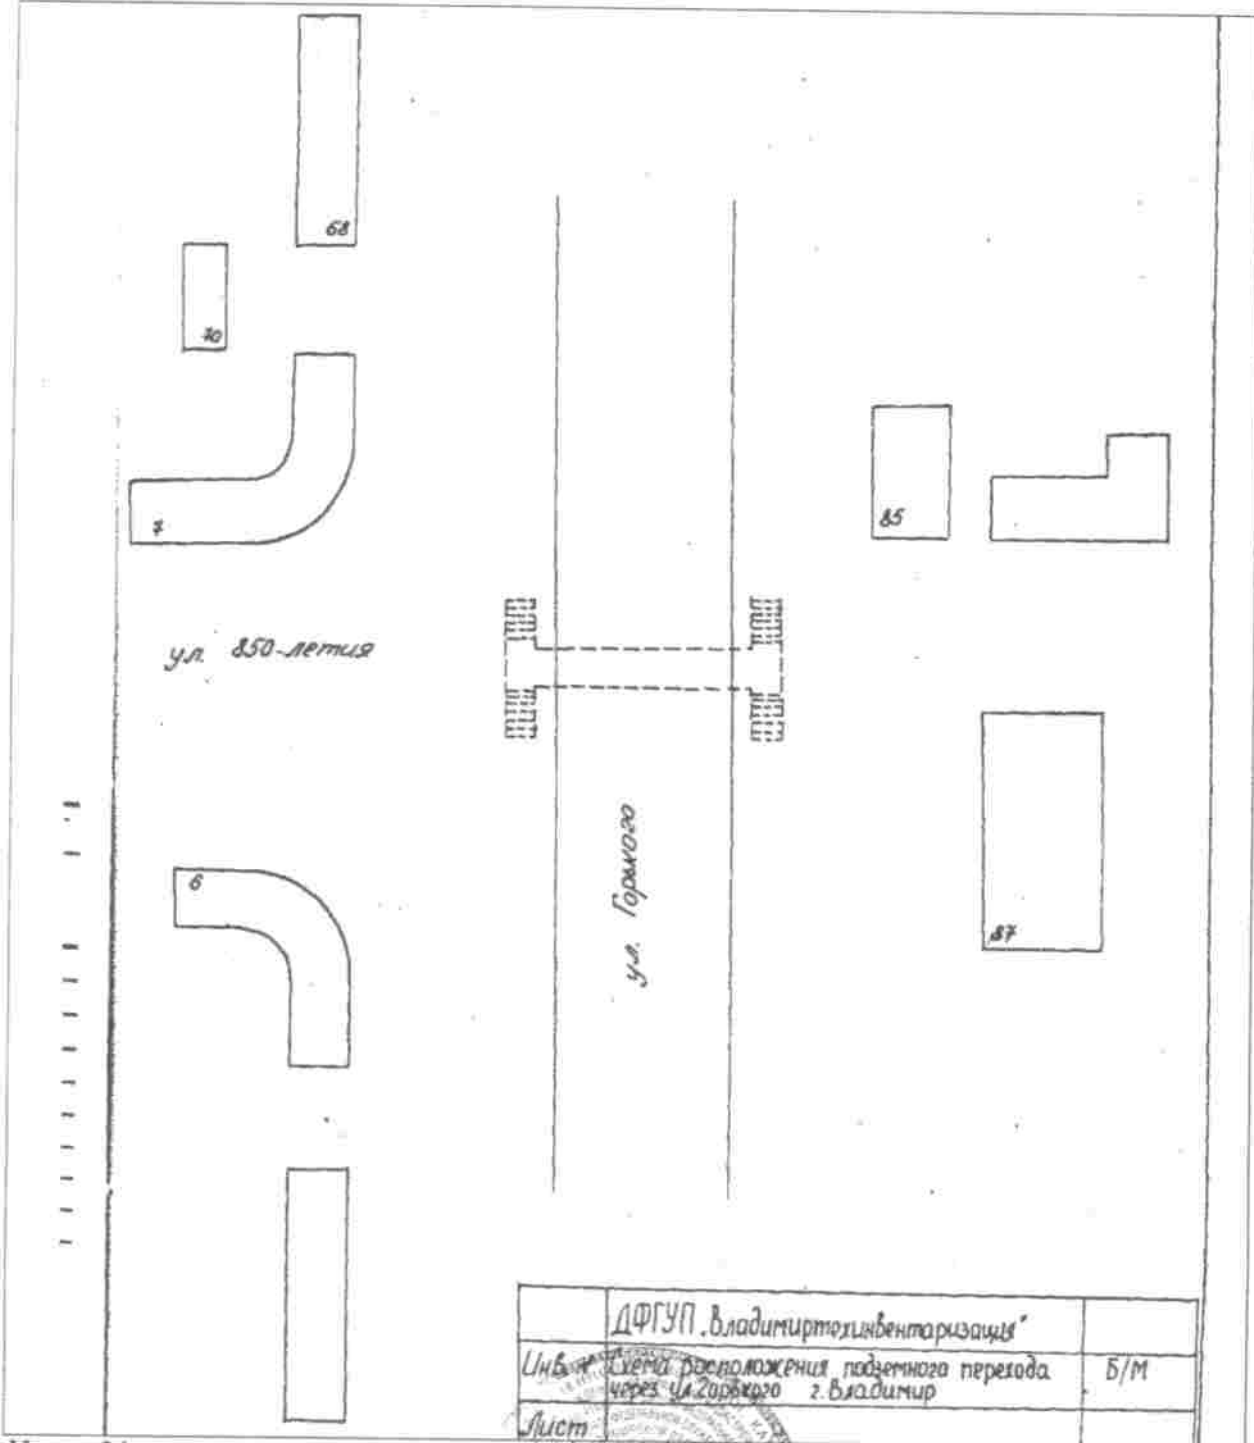 68
70
7
85
ул. 850-летия
6
ул. Горького
87
ДФГУП „Владимиртехинвентаризация"
Инв. №
Схема расположения подземного перехода
через ул. Горького г. Владимир
Б/М
Лист